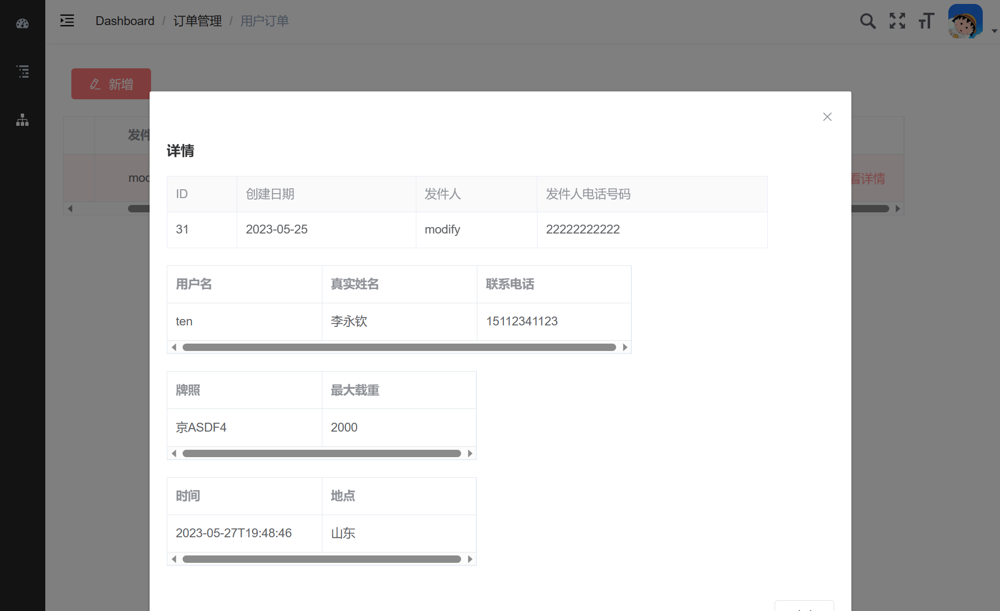 Dashboard / 订单管理 / 用户订单
新增
发件
mod
看详情
详情
ID 创建日期 发件人 发件人电话号码
31 2023-05-25 modify 22222222222
用户名 真实姓名 联系电话
ten 李永钦 15112341123
牌照 最大载重
京ASDF4 2000
时间 地点
2023-05-27T19:48:46 山东